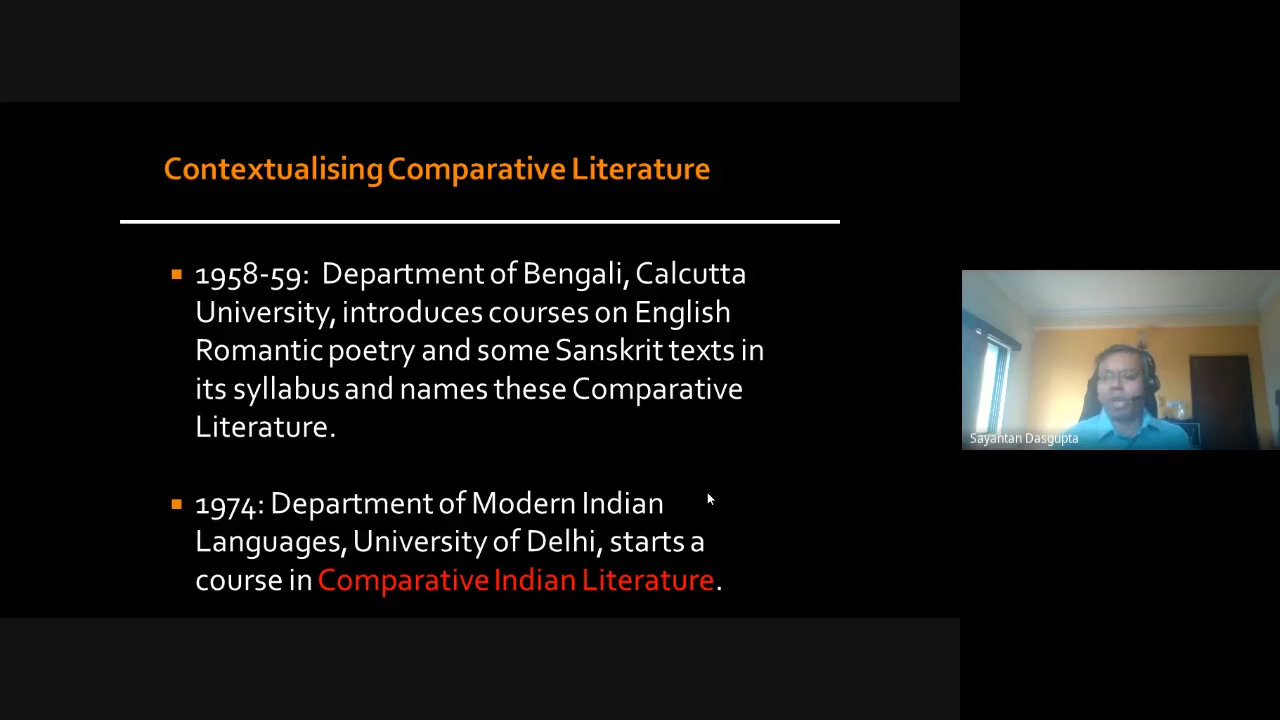 Contextualising Comparative Literature
1958-59: Department of Bengali, Calcutta
University, introduces courses on English
Romantic poetry and some Sanskrit texts in
its syllabus and names these Comparative
Literature.
1974: Department of Modern Indian
Languages, University of Delhi, starts a
course in Comparative Indian Literature.
Sayantan Dasgupta